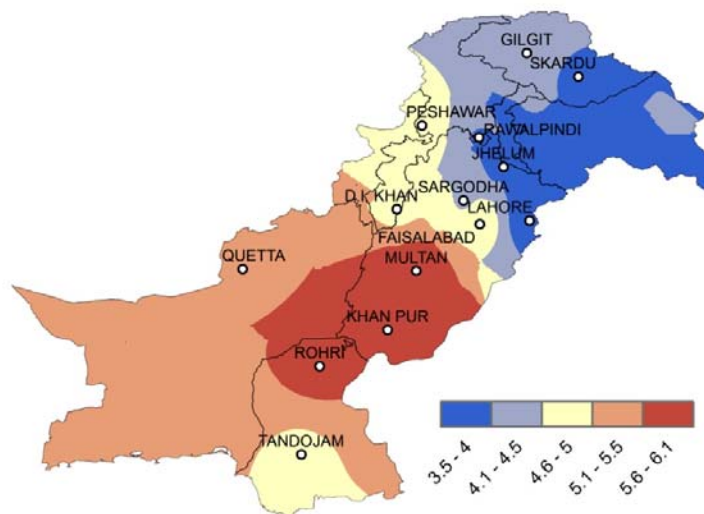 GILGIT
SKARDU
PESHAWAR
RAWALPINDI
JHELUM
SARGODHA
D.I. KHAN
LAHORE
FAISALABAD
QUETTA
MULTAN
KHAN PUR
ROHRI
TANDOJAM
3.5 - 4
4.1 - 4.5
4.6 - 5
5.1 - 5.5
5.6 - 6.1